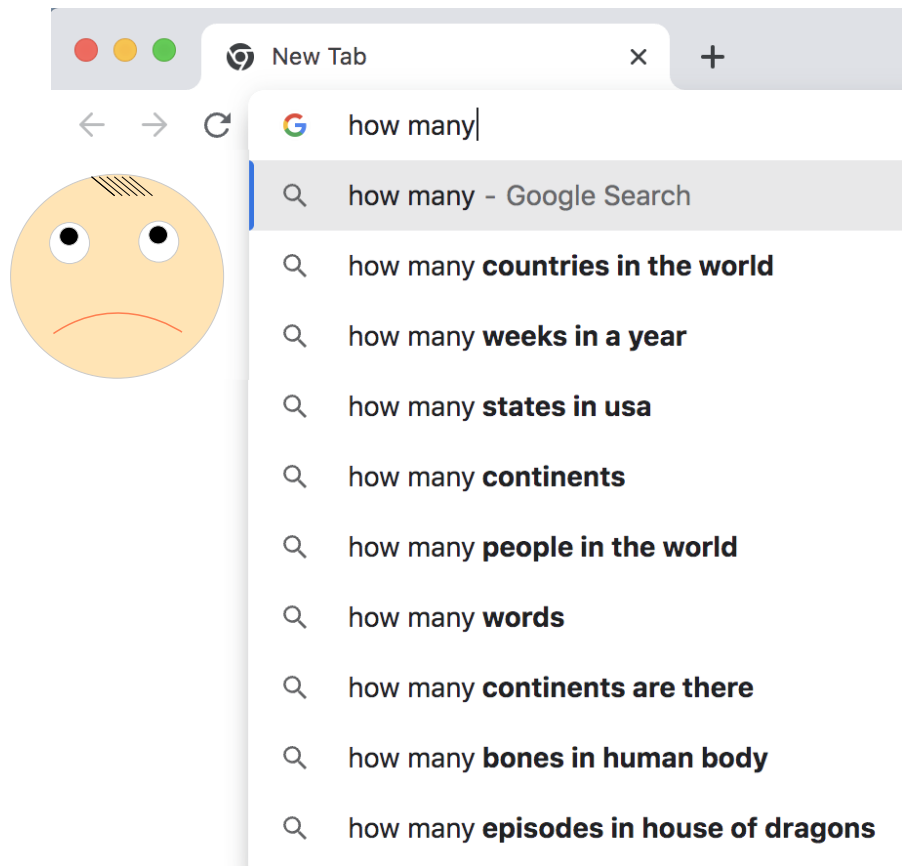 New Tab
how many
how many - Google Search
how many countries in the world
how many weeks in a year
how many states in usa
how many continents
how many people in the world
how many words
how many continents are there
how many bones in human body
how many episodes in house of dragons